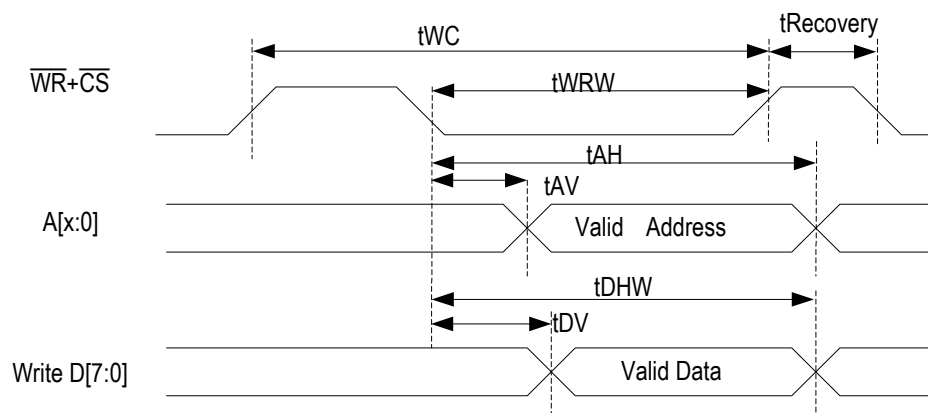 tRecovery
tWC
WR+CS
tWRW
tAH
tAV
A[x:0]
Valid Address
tDHW
tDV
Write D[7:0]
Valid Data